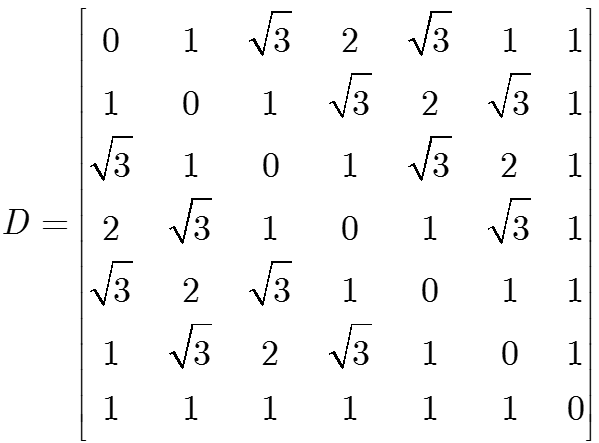 0 1 √3 2 √3 1 1
1 0 1 √3 2 √3 1
√3 1 0 1 √3 2 1
D = 2 √3 1 0 1 √3 1
√3 2 √3 1 0 1 1
1 √3 2 √3 1 0 1
1 1 1 1 1 1 0